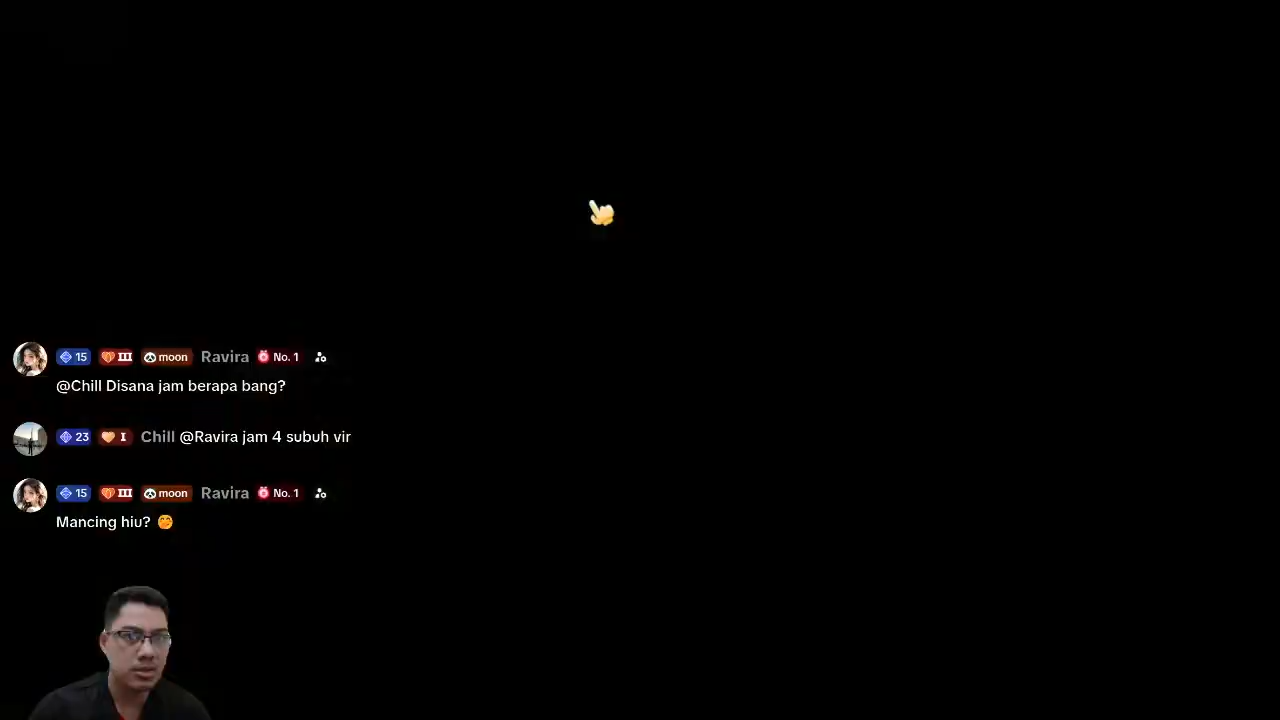 15 III moon Ravira No. 1
@Chill Disana jam berapa bang?
23 I Chill @Ravira jam 4 subuh vir
15 III moon Ravira No. 1
Mancing hiu? 🤭